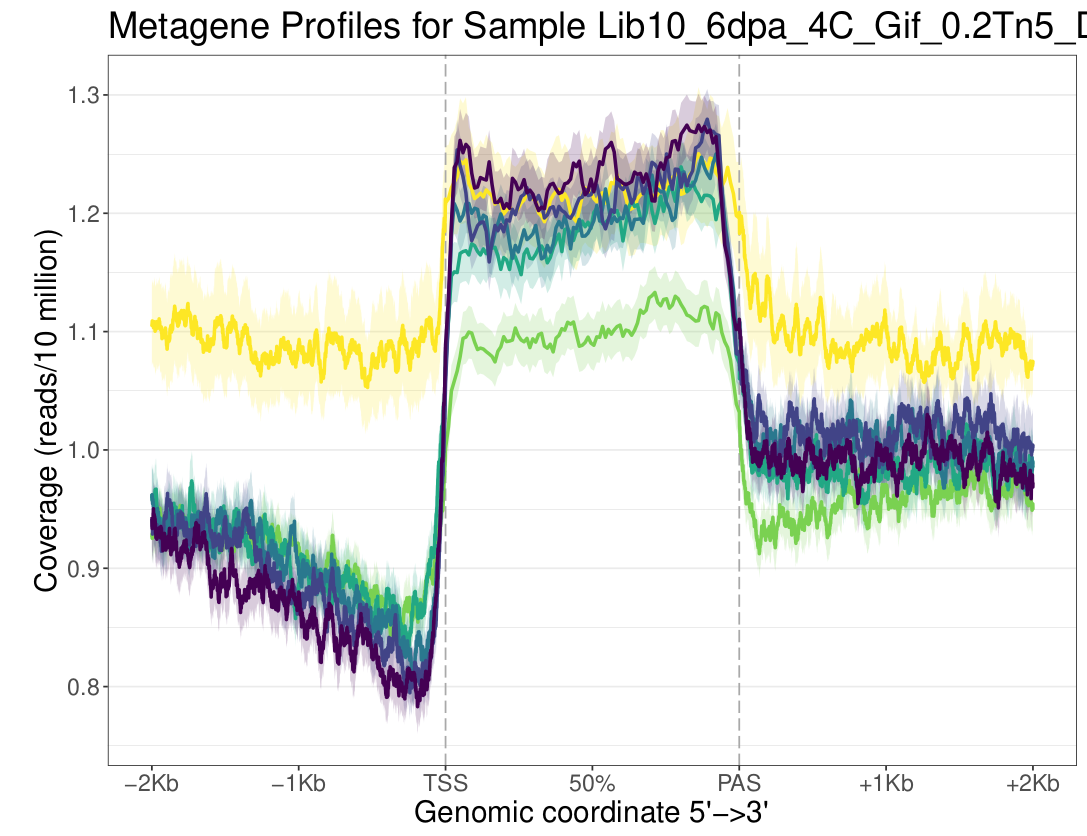 Metagene Profiles for Sample Lib10_6dpa_4C_Gif_0.2Tn5_D
Coverage (reads/10 million)
1.3
1.2
1.1
1.0
0.9
0.8
−2Kb −1Kb TSS 50% PAS +1Kb +2Kb
Genomic coordinate 5'−>3'